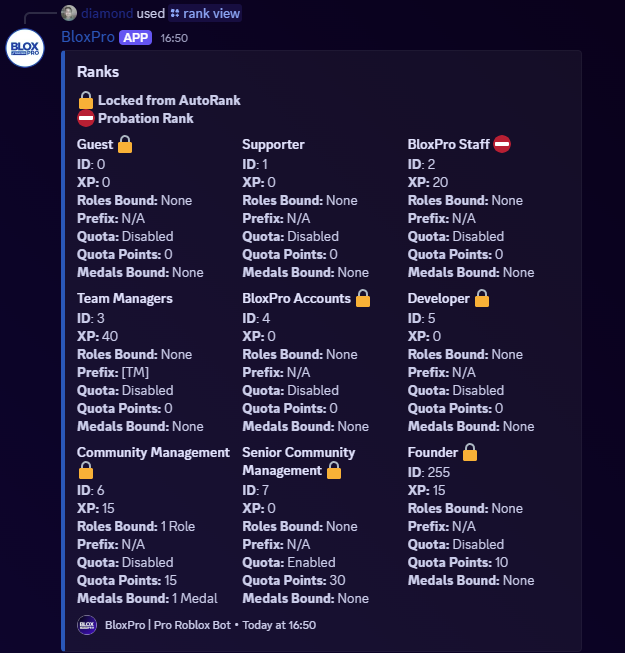 diamond used rank view
BLOX
PRO
BloxPro APP 16:50
Ranks
Locked from AutoRank
Probation Rank
Guest
ID: 0
XP: 0
Roles Bound: None
Prefix: N/A
Quota: Disabled
Quota Points: 0
Medals Bound: None
Supporter
ID: 1
XP: 0
Roles Bound: None
Prefix: N/A
Quota: Disabled
Quota Points: 0
Medals Bound: None
BloxPro Staff
ID: 2
XP: 20
Roles Bound: None
Prefix: N/A
Quota: Disabled
Quota Points: 0
Medals Bound: None
Team Managers
ID: 3
XP: 40
Roles Bound: None
Prefix: [TM]
Quota: Disabled
Quota Points: 0
Medals Bound: None
BloxPro Accounts
ID: 4
XP: 0
Roles Bound: None
Prefix: N/A
Quota: Disabled
Quota Points: 0
Medals Bound: None
Developer
ID: 5
XP: 0
Roles Bound: None
Prefix: N/A
Quota: Disabled
Quota Points: 0
Medals Bound: None
Community Management
ID: 6
XP: 15
Roles Bound: 1 Role
Prefix: N/A
Quota: Disabled
Quota Points: 15
Medals Bound: 1 Medal
Senior Community
Management
ID: 7
XP: 0
Roles Bound: None
Prefix: N/A
Quota: Enabled
Quota Points: 30
Medals Bound: None
Founder
ID: 255
XP: 15
Roles Bound: None
Prefix: N/A
Quota: Disabled
Quota Points: 10
Medals Bound: None
BLOX
BloxPro | Pro Roblox Bot • Today at 16:50